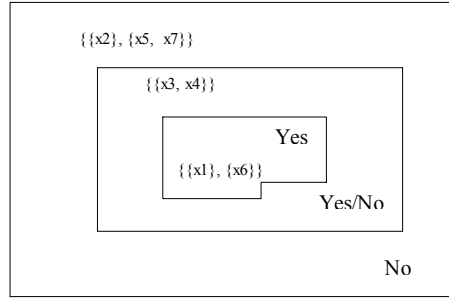 {{x2}, {x5, x7}}
{{x3, x4}}
Yes
{{x1}, {x6}}
Yes/No
No